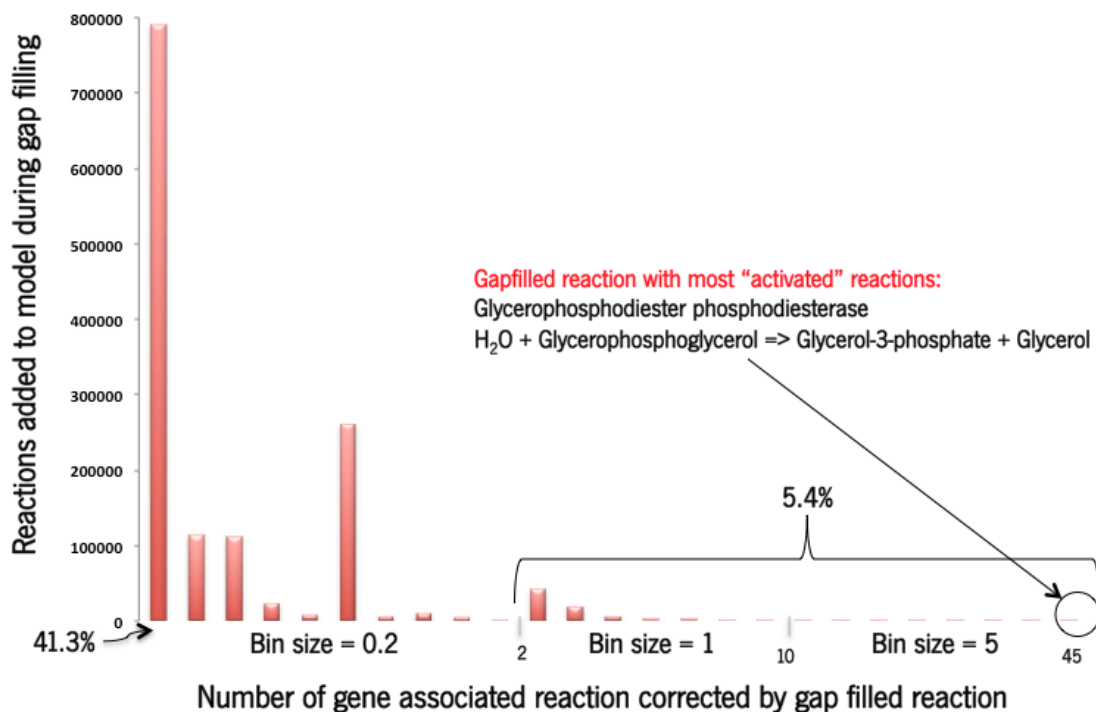 Reactions added to model during gap filling
800000
700000
600000
500000
400000
300000
200000
100000
0
Gapfilled reaction with most “activated” reactions:
Glycerophosphodiester phosphodiesterase
H₂O + Glycerophosphoglycerol => Glycerol-3-phosphate + Glycerol
5.4%
41.3%
Bin size = 0.2
2
Bin size = 1
10
Bin size = 5
45
Number of gene associated reaction corrected by gap filled reaction